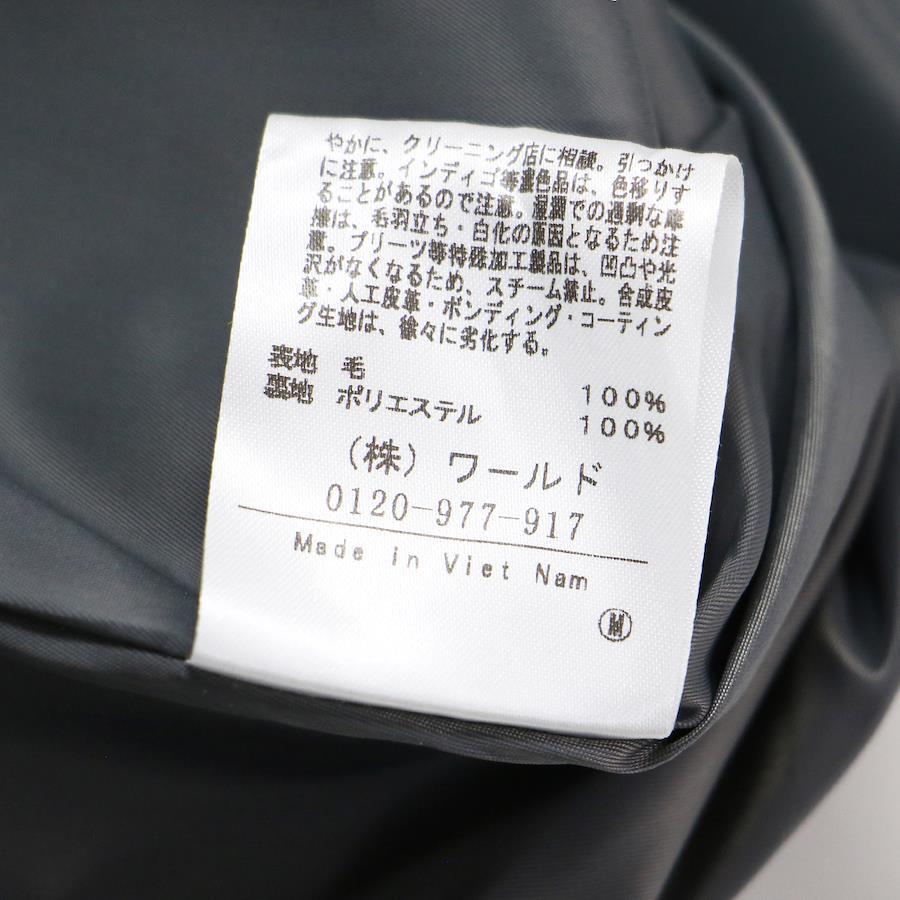 やかに、クリーニング店に相談。引つかけ
に注意。インディゴ等濃色品は、色移りす
ることがあるので注意。湿潤での過剰な摩
擦は、毛羽立ち・白化の原因となるため注
意。プリーツ等特殊加工製品は、凹凸や光
沢がなくなるため、スチーム禁止。合成皮
革・人工皮革・ボンディング・コーティン
グ生地は、徐々に劣化する。
表地 毛 100%
裏地 ポリエステル 100%
(株)ワールド
0120-977-917
Made in Viet Nam
M